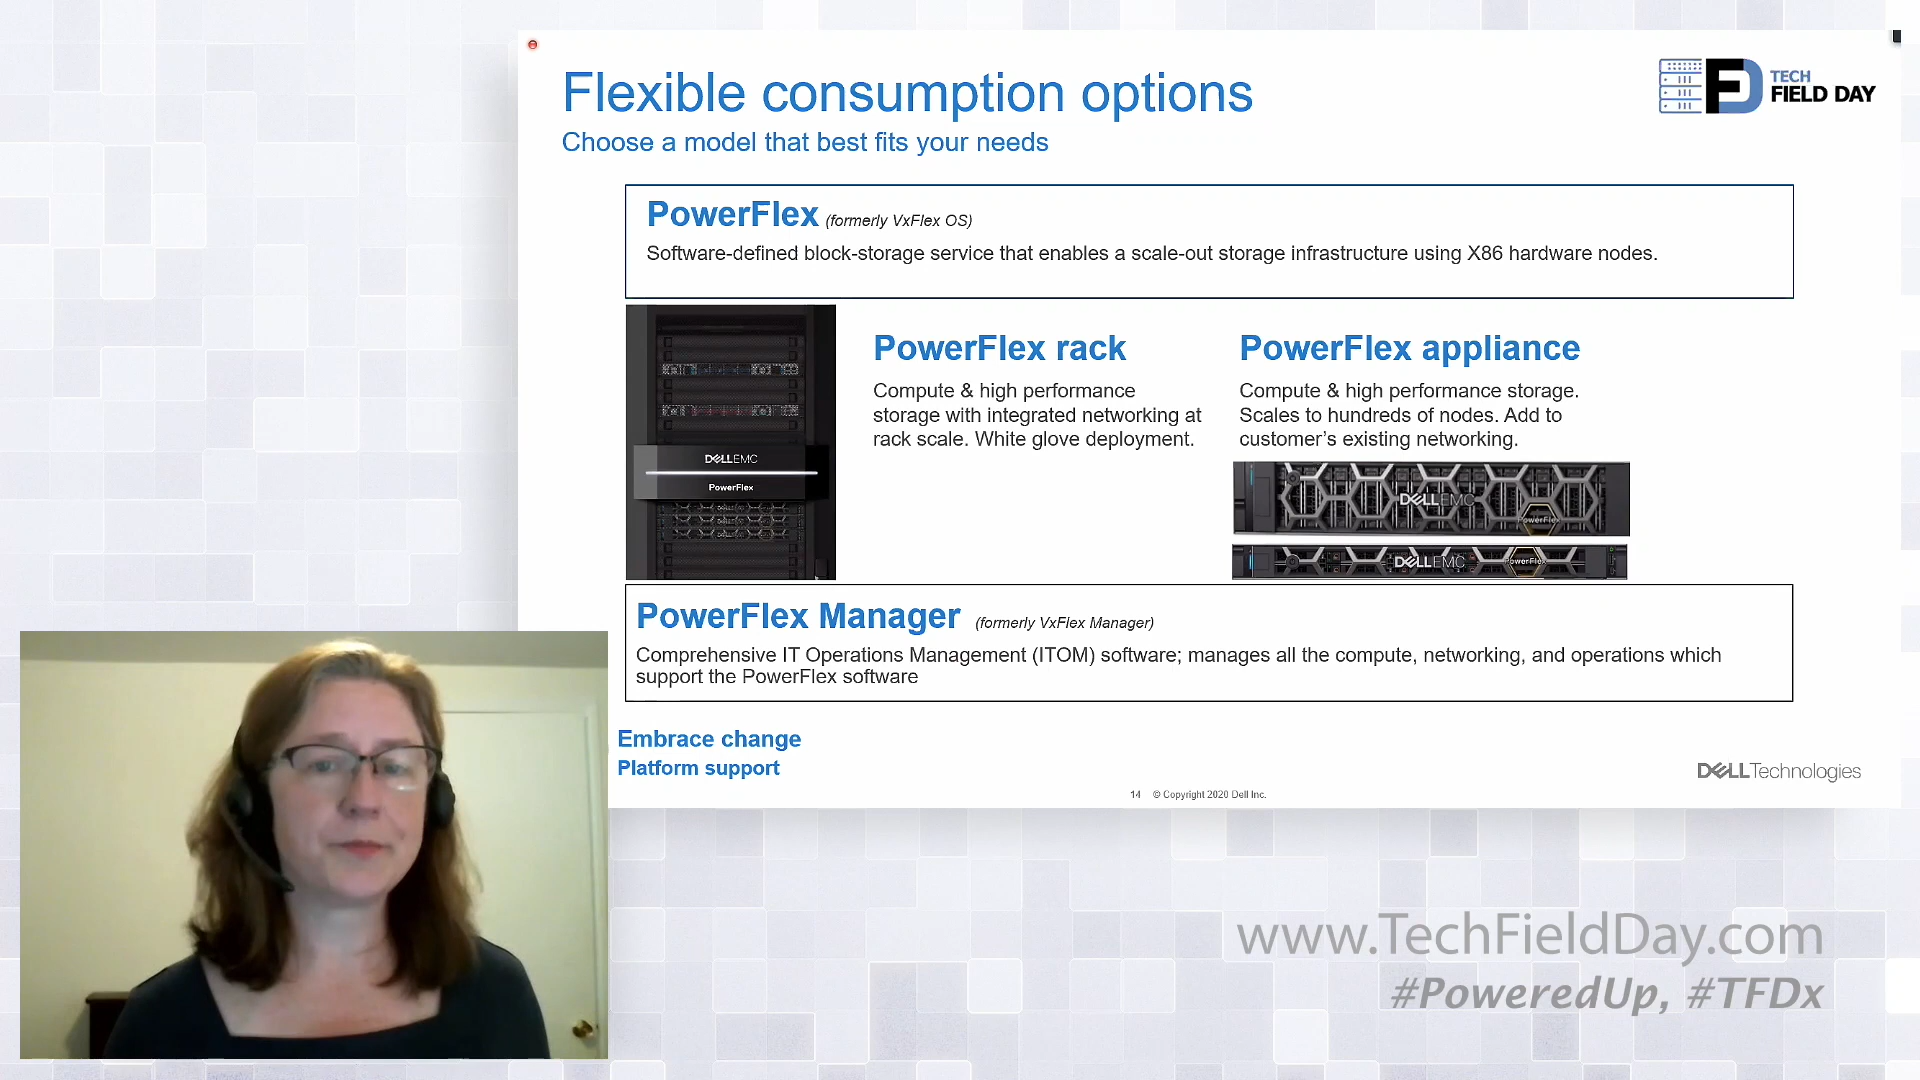 Flexible consumption options
Choose a model that best fits your needs
TECH
FIELD DAY
PowerFlex (formerly VxFlex OS)
Software-defined block-storage service that enables a scale-out storage infrastructure using X86 hardware nodes.
DELLEMC
PowerFlex
PowerFlex rack
Compute & high performance
storage with integrated networking at
rack scale. White glove deployment.
PowerFlex appliance
Compute & high performance storage.
Scales to hundreds of nodes. Add to
customer's existing networking.
DELLEMC
PowerFlex
DELLEMC
PowerFlex
PowerFlex Manager (formerly VxFlex Manager)
Comprehensive IT Operations Management (ITOM) software; manages all the compute, networking, and operations which
support the PowerFlex software
Embrace change
Platform support
DELLTechnologies
14 © Copyright 2020 Dell Inc.
www.TechFieldDay.com
#PoweredUp, #TFDx